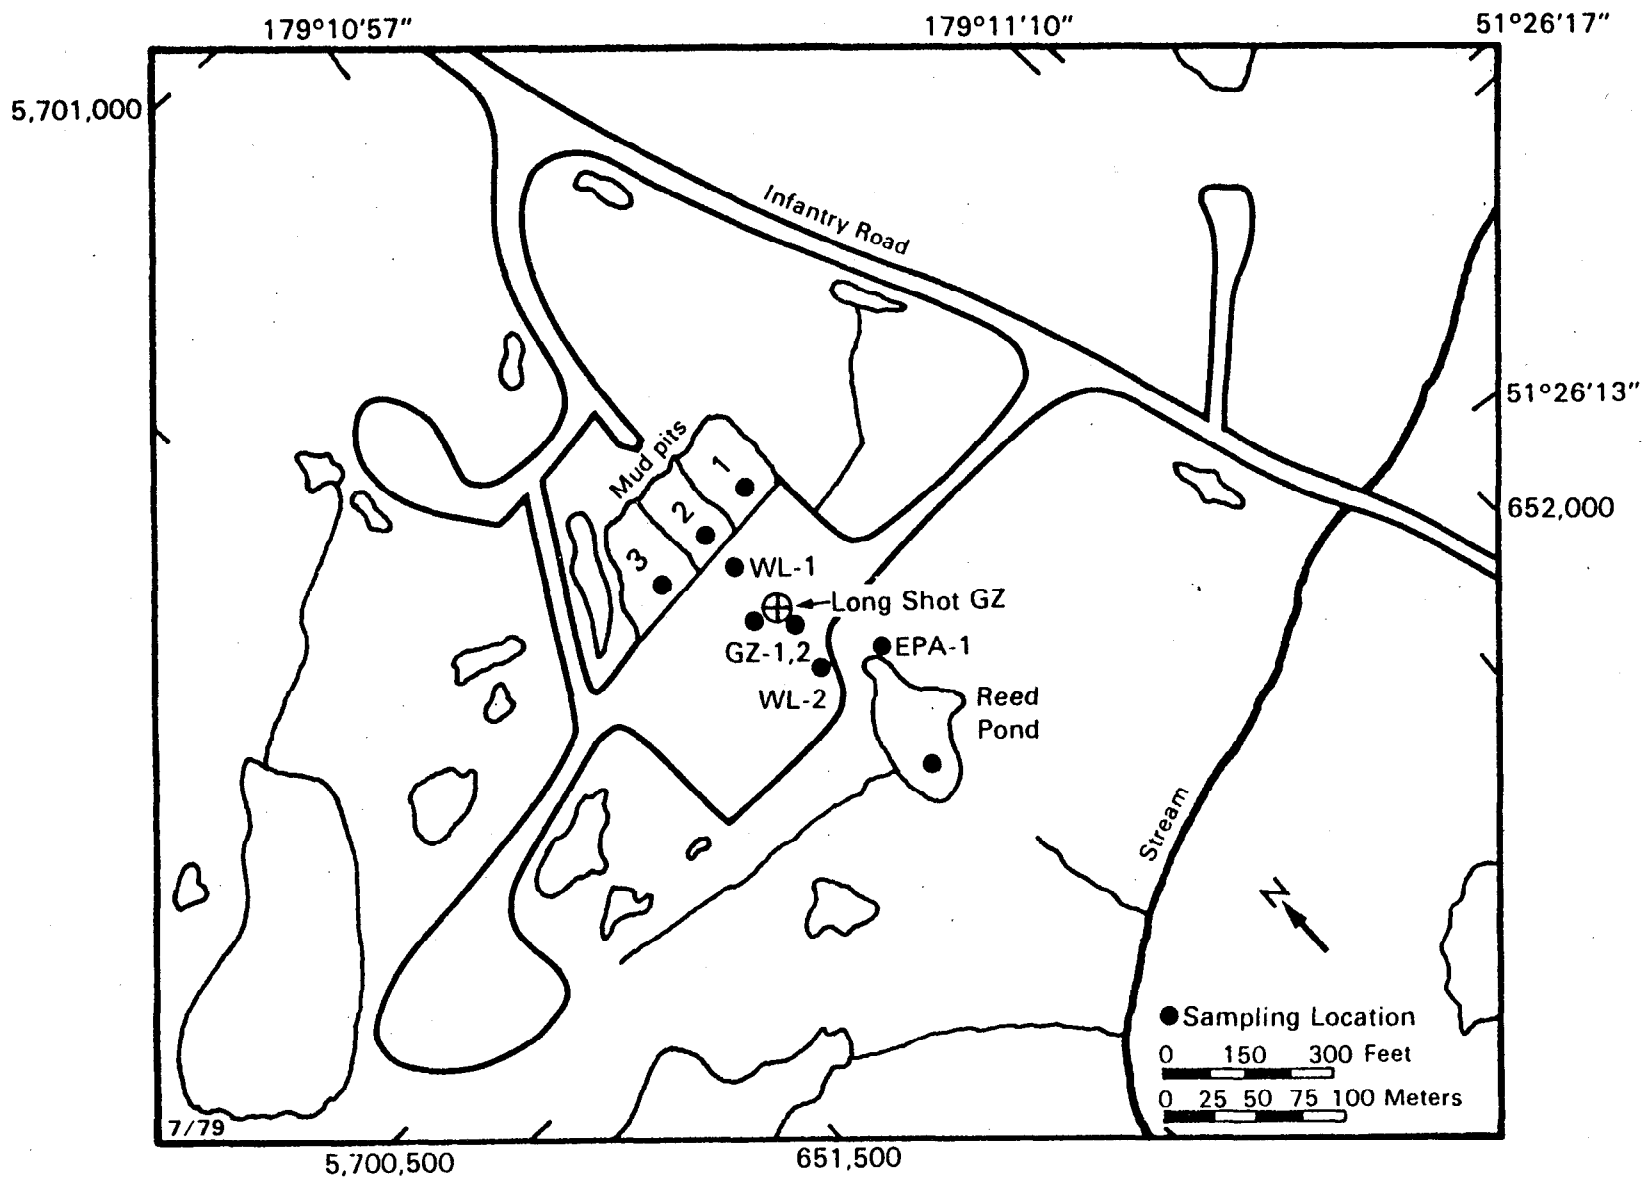 179°10'57"
179°11'10"
51°26'17"
5,701,000
Infantry Road
51°26'13"
652,000
Mud pits
1
2
3
WL-1
Long Shot GZ
GZ-1,2
EPA-1
WL-2
Reed
Pond
Stream
N
Sampling Location
0 150 300 Feet
0 25 50 75 100 Meters
7/79
5,700,500
651,500